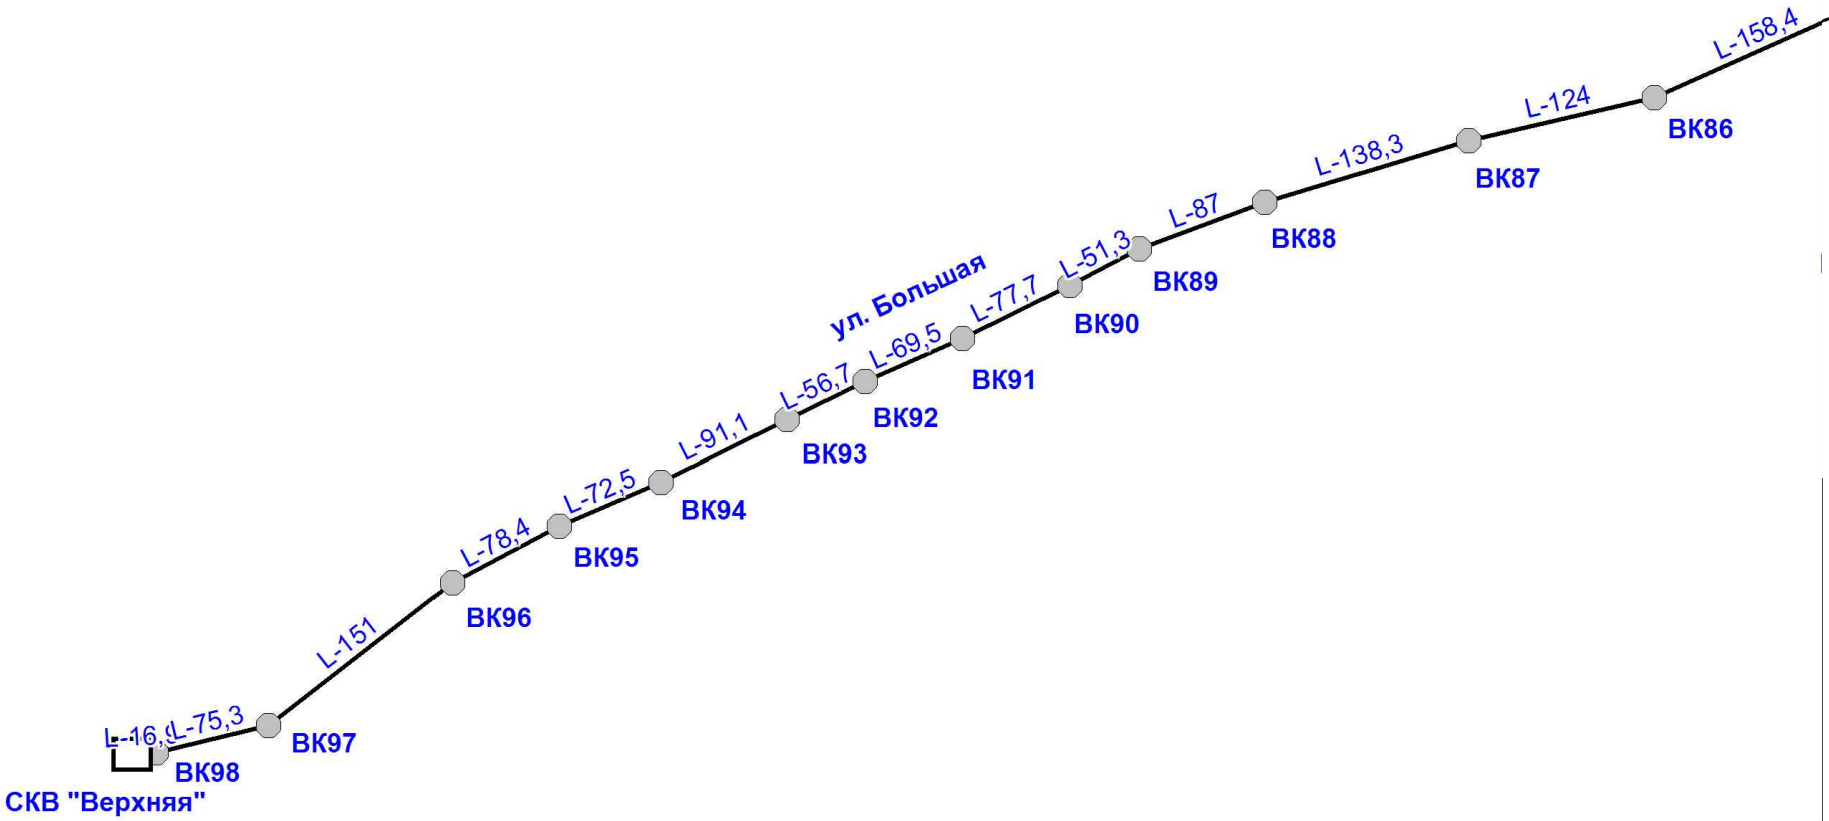 L-158,4
L-124
ВК86
L-138,3
ВК87
L-87
ВК88
L-51,3
ВК89
ул. Большая
L-77,7
ВК90
L-69,5
ВК91
L-56,7
ВК92
L-91,1
ВК93
L-72,5
ВК94
L-78,4
ВК95
L-151
ВК96
L-75,3
ВК97
ВК98
СКВ "Верхняя"